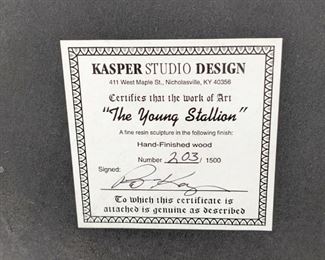 KASPER STUDIO DESIGN
411 West Maple St., Nicholasville, KY 40356
Certifies that the work of Art
"The Young Stallion"
A fine resin sculpture in the following finish:
Hand-Finished wood
Number 203/1500
Signed:
To which this certificate is
attached is genuine as described